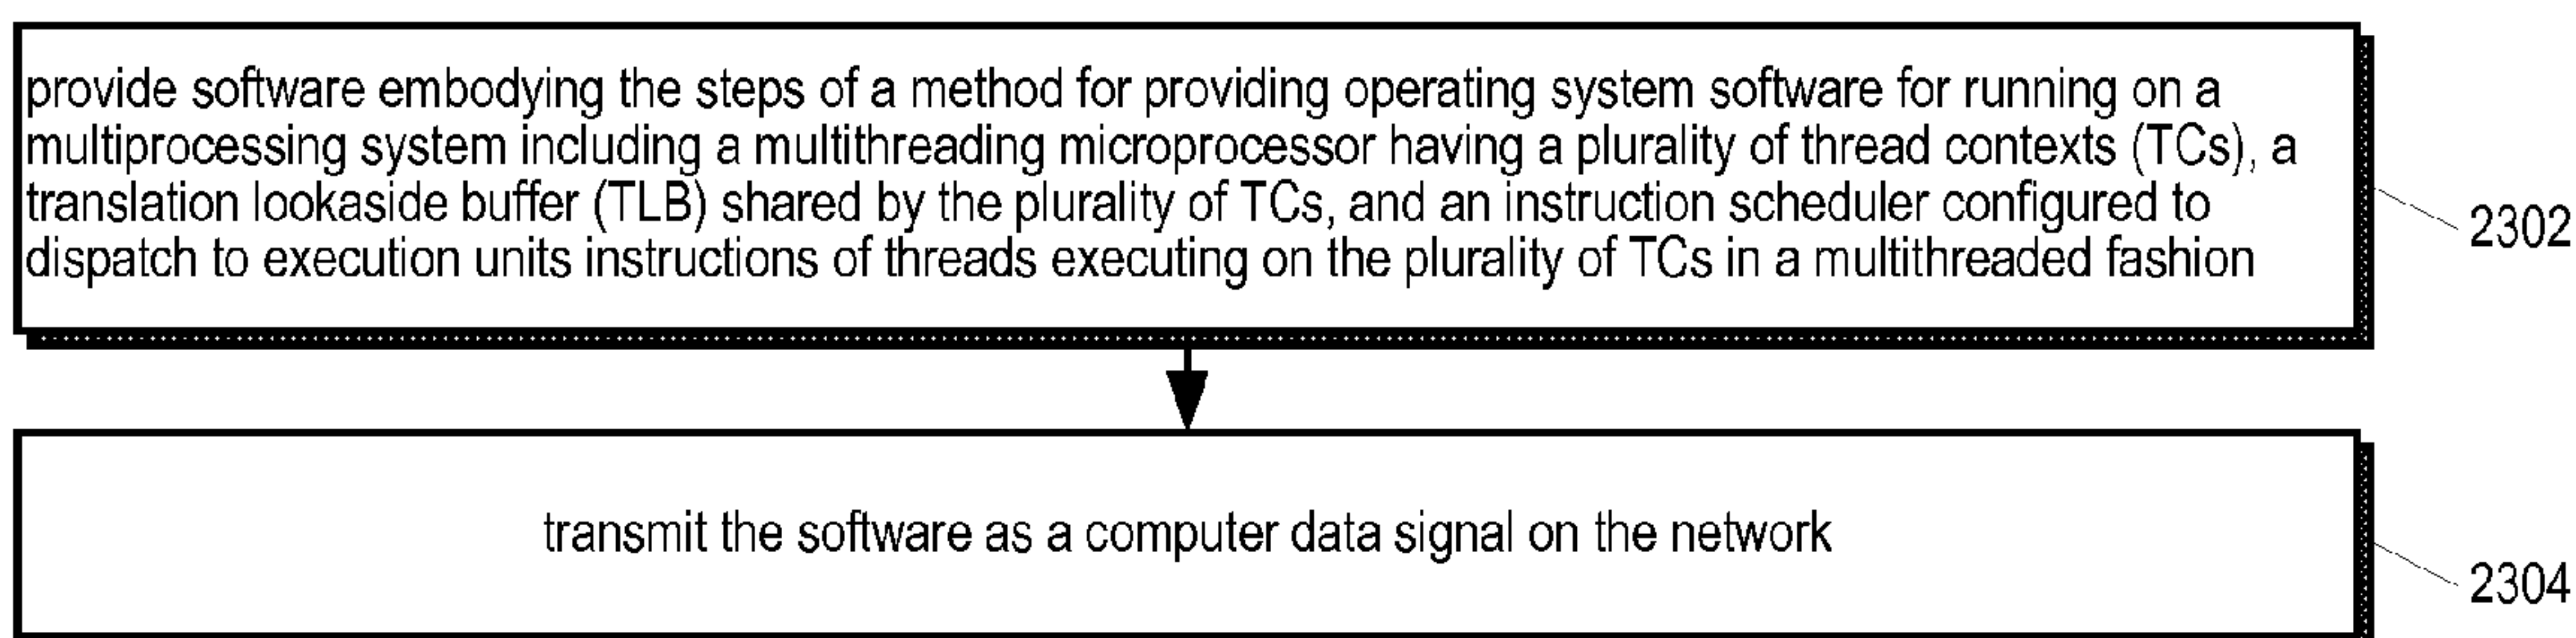 provide software embodying the steps of a method for providing operating system software for running on a
multiprocessing system including a multithreading microprocessor having a plurality of thread contexts (TCs), a
translation lookaside buffer (TLB) shared by the plurality of TCs, and an instruction scheduler configured to
dispatch to execution units instructions of threads executing on the plurality of TCs in a multithreaded fashion
2302
transmit the software as a computer data signal on the network
2304